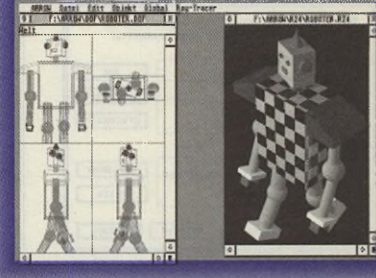 ARROW Datei Edit Objekt Global Ray-Tracer
F:\ARROW\DOF\ROBOTER.DOF
F:\ARROW\R24\ROBOTER.R24
Welt